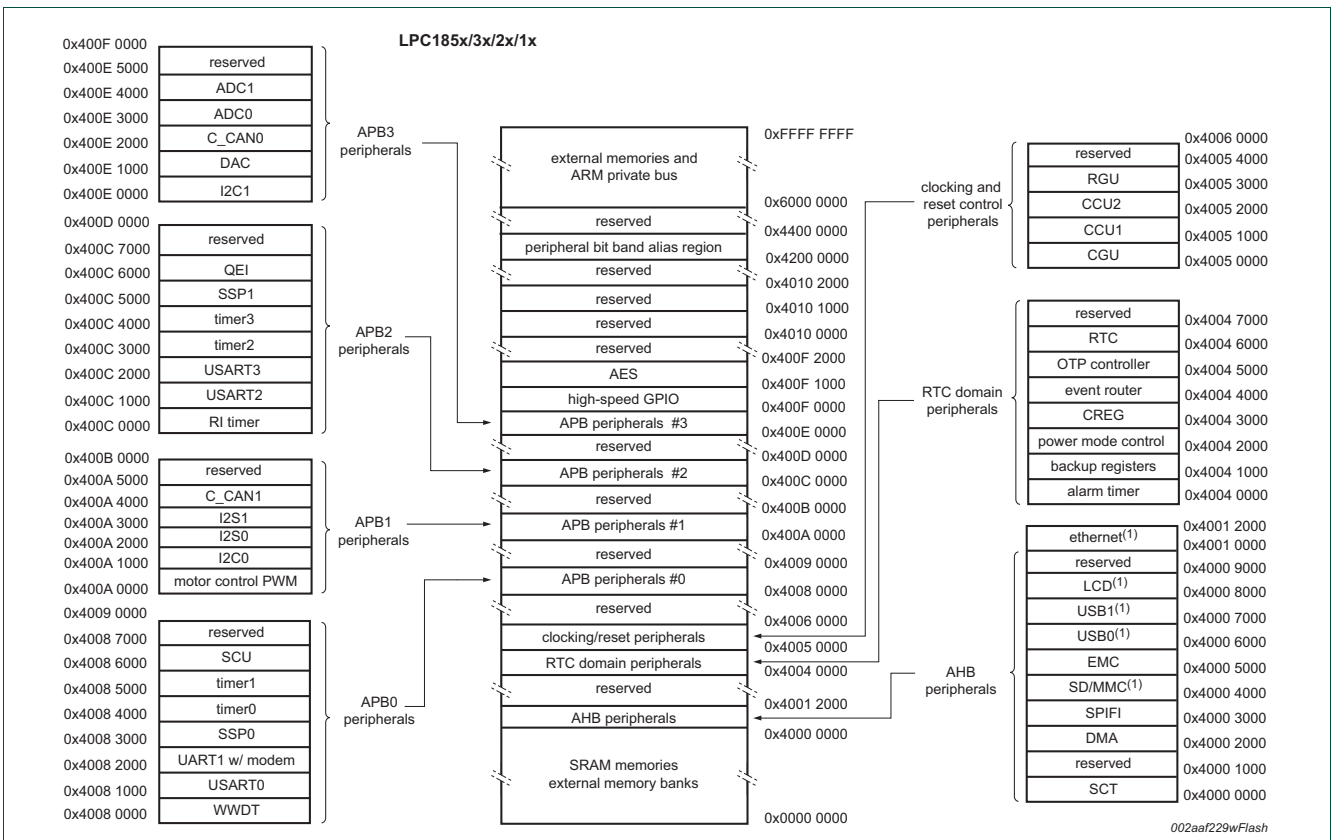 LPC185x/3x/2x/1x
0x400F 0000
reserved
0x400E 5000
ADC1
0x400E 4000
ADC0
0x400E 3000
C_CAN0
0x400E 2000
DAC
0x400E 1000
I2C1
0x400E 0000
APB3
peripherals
0x400D 0000
reserved
0x400C 7000
QEI
0x400C 6000
SSP1
0x400C 5000
timer3
0x400C 4000
timer2
0x400C 3000
USART3
0x400C 2000
USART2
0x400C 1000
RI timer
0x400C 0000
APB2
peripherals
0x400B 0000
reserved
0x400A 5000
C_CAN1
0x400A 4000
I2S1
0x400A 3000
I2S0
0x400A 2000
I2C0
0x400A 1000
motor control PWM
0x400A 0000
APB1
peripherals
0x4009 0000
reserved
0x4008 7000
SCU
0x4008 6000
timer1
0x4008 5000
timer0
0x4008 4000
SSP0
0x4008 3000
UART1 w/ modem
0x4008 2000
USART0
0x4008 1000
WWDT
0x4008 0000
APB0
peripherals
0xFFFF FFFF
external memories and
ARM private bus
0x6000 0000
reserved
0x4400 0000
peripheral bit band alias region
0x4200 0000
reserved
0x4010 2000
reserved
0x4010 1000
reserved
0x4010 0000
reserved
0x400F 2000
AES
0x400F 1000
high-speed GPIO
0x400F 0000
APB peripherals #3
0x400E 0000
reserved
0x400D 0000
APB peripherals #2
0x400C 0000
reserved
0x400B 0000
APB peripherals #1
0x400A 0000
reserved
0x4009 0000
APB peripherals #0
0x4008 0000
reserved
0x4006 0000
clocking/reset peripherals
0x4005 0000
RTC domain peripherals
0x4004 0000
reserved
0x4001 2000
AHB peripherals
0x4000 0000
SRAM memories
external memory banks
0x0000 0000
clocking and
reset control
peripherals
0x4006 0000
reserved
0x4005 4000
RGU
0x4005 3000
CCU2
0x4005 2000
CCU1
0x4005 1000
CGU
0x4005 0000
RTC domain
peripherals
reserved
0x4004 7000
RTC
0x4004 6000
OTP controller
0x4004 5000
event router
0x4004 4000
CREG
0x4004 3000
power mode control
0x4004 2000
backup registers
0x4004 1000
alarm timer
0x4004 0000
AHB
peripherals
0x4001 2000
ethernet(1)
0x4001 0000
reserved
0x4000 9000
LCD(1)
0x4000 8000
USB1(1)
0x4000 7000
USB0(1)
0x4000 6000
EMC
0x4000 5000
SD/MMC(1)
0x4000 4000
SPIFI
0x4000 3000
DMA
0x4000 2000
reserved
0x4000 1000
SCT
0x4000 0000
002aaf229wFlash